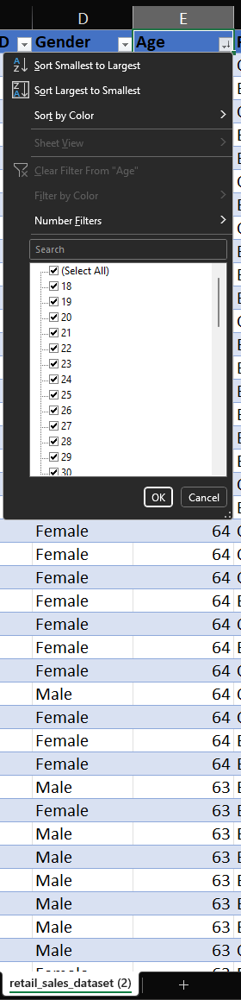 D E
D Gender Age
Sort Smallest to Largest
Sort Largest to Smallest
Sort by Color
Sheet View
Clear Filter From "Age"
Filter by Color
Number Filters
Search
(Select All)
18
19
20
21
22
23
24
25
26
27
28
29
30
OK Cancel
Female 64
Female 64
Female 64
Female 64
Female 64
Female 64
Female 64
Male 64
Female 64
Female 64
Female 64
Male 63
Female 63
Male 63
Male 63
Male 63
Male 63
Male 63
Male 63
retail_sales_dataset (2) +